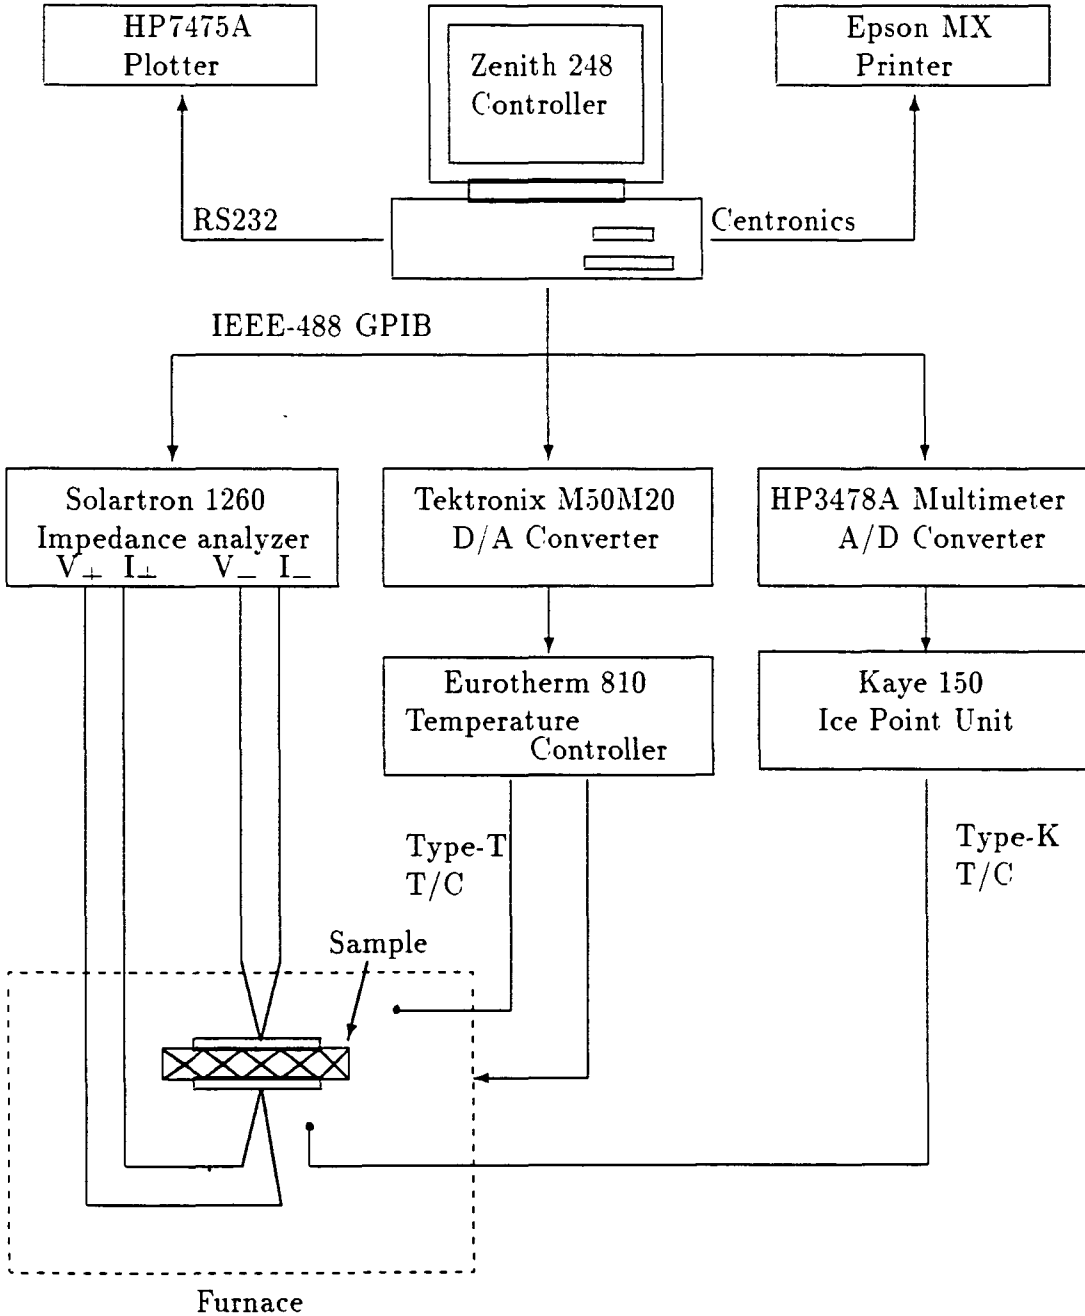 HP7475A
Plotter
Zenith 248
Controller
Epson MX
Printer
RS232
Centronics
IEEE-488 GPIB
Solartron 1260
Impedance analyzer
V+ I+ V− I−
Tektronix M50M20
D/A Converter
HP3478A Multimeter
A/D Converter
Eurotherm 810
Temperature
Controller
Kaye 150
Ice Point Unit
Type-T
T/C
Type-K
T/C
Sample
Furnace